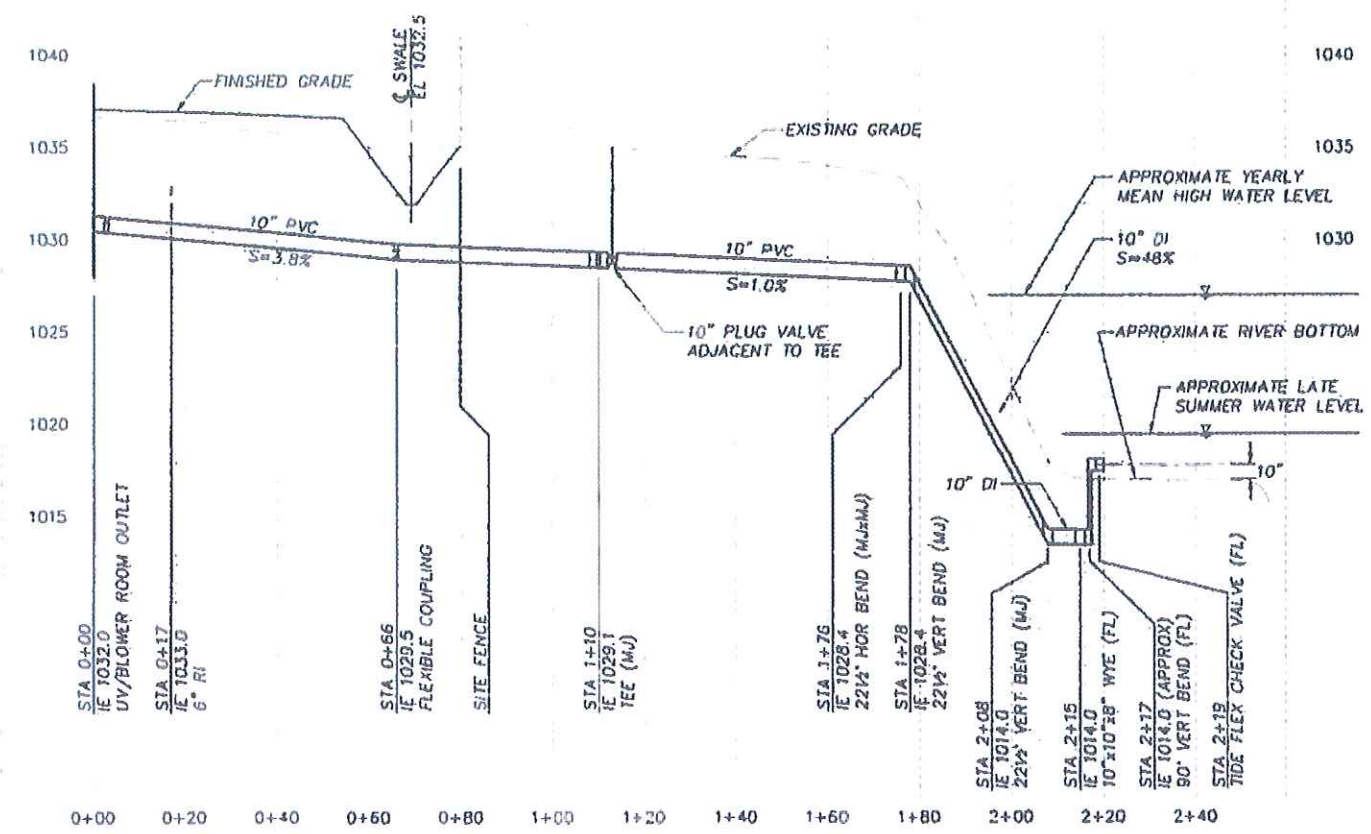 1040
1035
1030
1025
1020
1015
FINISHED GRADE
℄ SWALE
EL 1032.5
EXISTING GRADE
1040
1035
1030
APPROXIMATE YEARLY
MEAN HIGH WATER LEVEL
10" DI
S=48%
APPROXIMATE RIVER BOTTOM
APPROXIMATE LATE
SUMMER WATER LEVEL
10"
10" PVC
S=3.8%
10" PVC
S=1.0%
10" PLUG VALVE
ADJACENT TO TEE
10" DI
STA 0+00
IE 1032.0
UV/BLOWER ROOM OUTLET
STA 0+17
IE 1033.0
6" RI
STA 0+66
IE 1029.5
FLEXIBLE COUPLING
SITE FENCE
STA 1+10
IE 1029.1
TEE (MJ)
STA 1+76
IE 1028.4
22½° HOR BEND (MJxMJ)
STA 1+78
IE 1028.4
22½° VERT BEND (MJ)
STA 2+08
IE 1014.0
22½° VERT BEND (MJ)
STA 2+15
IE 1014.0
10"x10"x8" WYE (FL)
STA 2+17
IE 1014.0 (APPROX)
90° VERT BEND (FL)
STA 2+19
TIDE FLEX CHECK VALVE (FL)
0+00 0+20 0+40 0+60 0+80 1+00 1+20 1+40 1+60 1+80 2+00 2+20 2+40